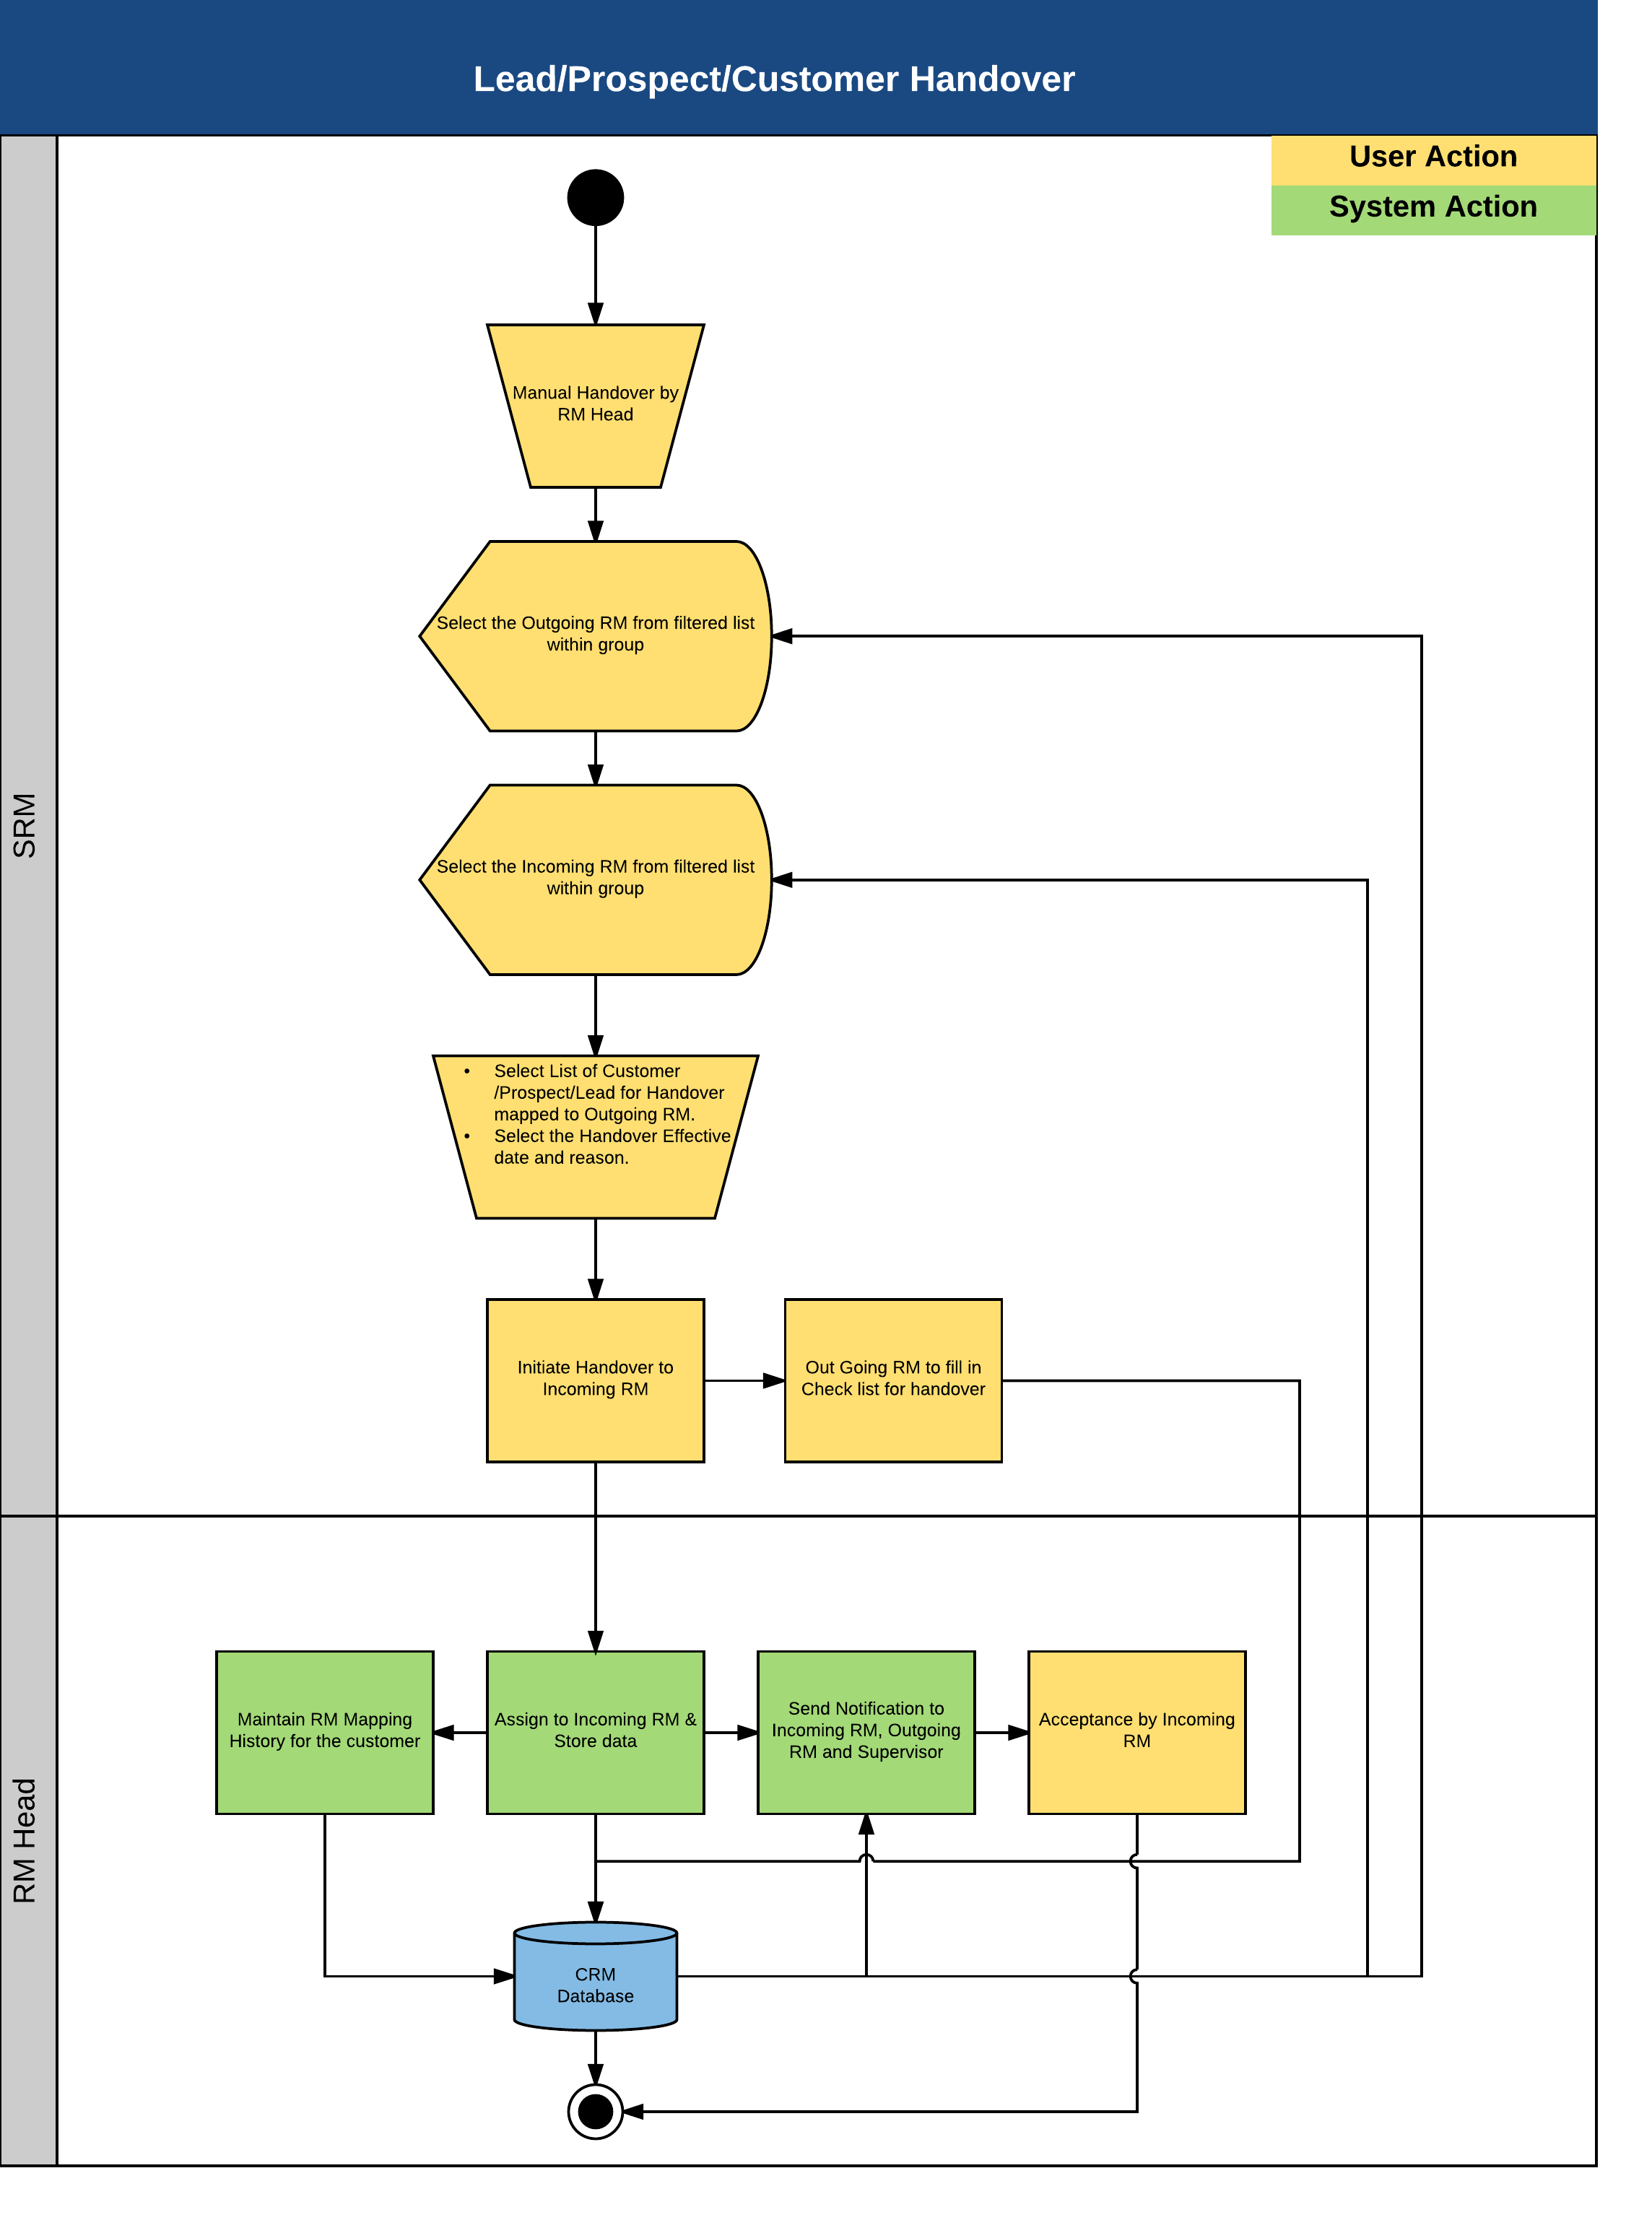 Lead/Prospect/Customer Handover
User Action
System Action
SRM
Manual Handover by
RM Head
Select the Outgoing RM from filtered list
within group
Select the Incoming RM from filtered list
within group
• Select List of Customer
/Prospect/Lead for Handover
mapped to Outgoing RM.
• Select the Handover Effective
date and reason.
Initiate Handover to
Incoming RM
Out Going RM to fill in
Check list for handover
RM Head
Maintain RM Mapping
History for the customer
Assign to Incoming RM &
Store data
Send Notification to
Incoming RM, Outgoing
RM and Supervisor
Acceptance by Incoming
RM
CRM
Database